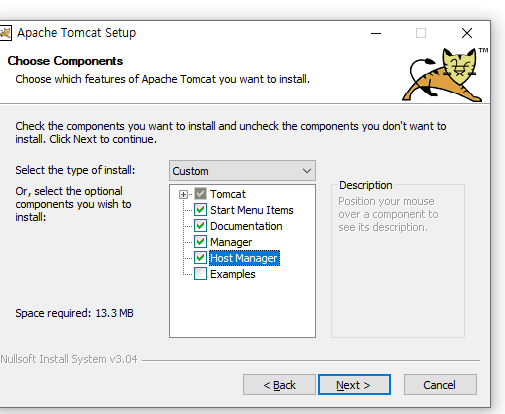 Apache Tomcat Setup
Choose Components
Choose which features of Apache Tomcat you want to install.
TM
Check the components you want to install and uncheck the components you don't want to
install. Click Next to continue.
Select the type of install:
Custom
Or, select the optional
components you wish to
install:
Tomcat
Start Menu Items
Documentation
Manager
Host Manager
Examples
Description
Position your mouse
over a component to
see its description.
Space required: 13.3 MB
Nullsoft Install System v3.04
< Back
Next >
Cancel